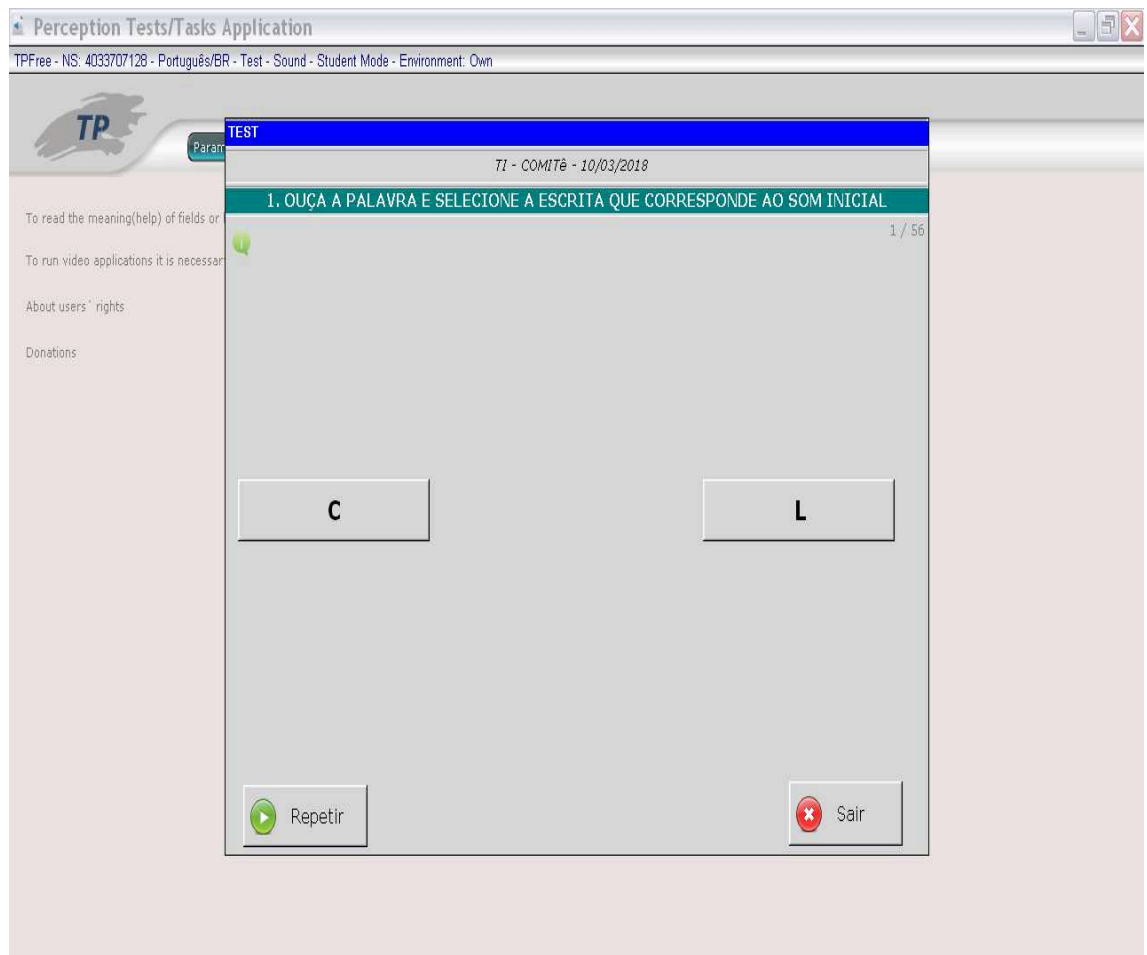 Perception Tests/Tasks Application
TPFree - NS: 4033707128 - Português/BR - Test - Sound - Student Mode - Environment: Own
TP
Param
TEST
TI - COMITê - 10/03/2018
1. OUÇA A PALAVRA E SELECIONE A ESCRITA QUE CORRESPONDE AO SOM INICIAL
1 / 56
To read the meaning(help) of fields or
To run video applications it is necessar
About users` rights
Donations
C
L
Repetir
Sair